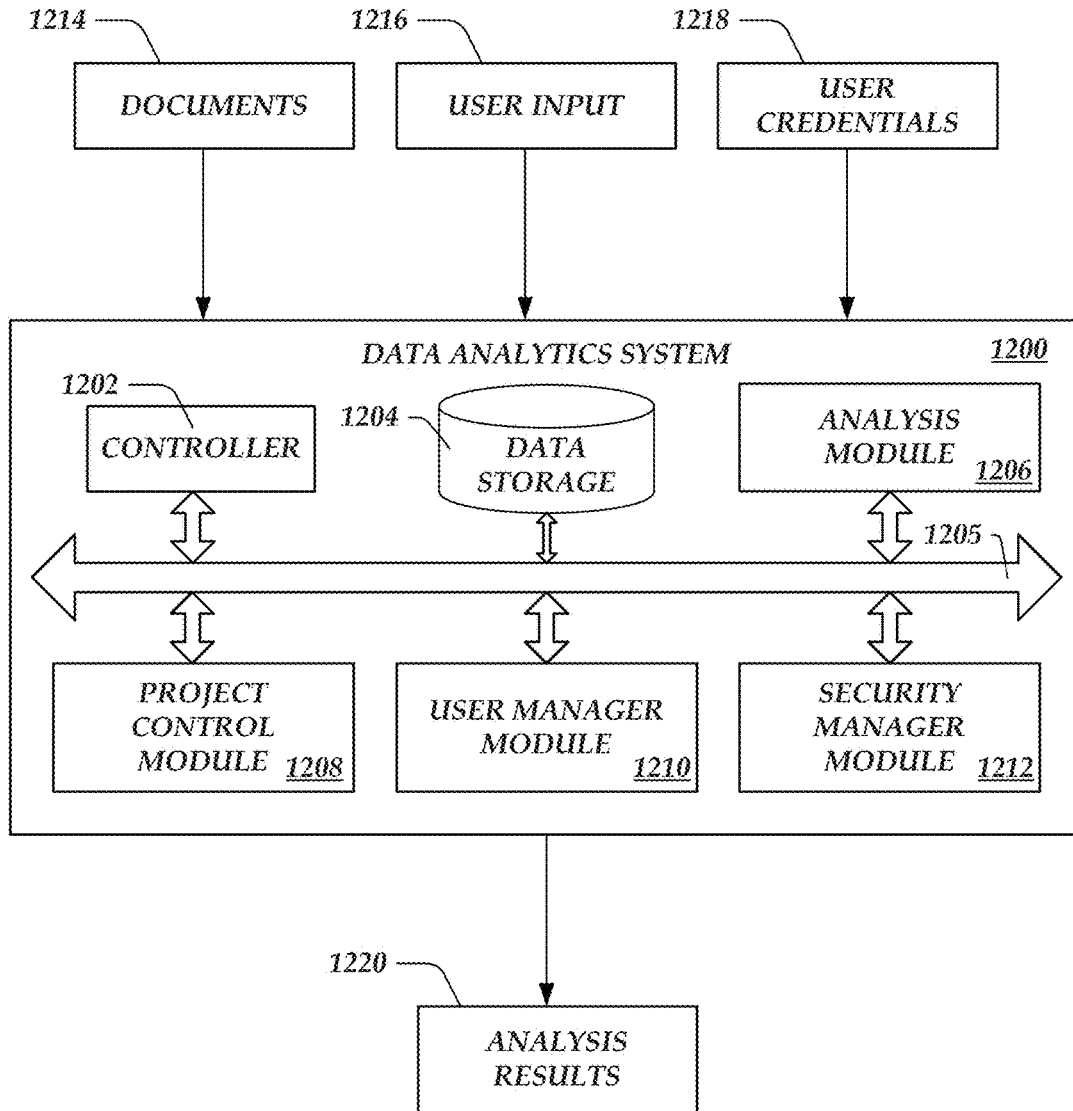 1214
1216
1218
DOCUMENTS
USER INPUT
USER
CREDENTIALS
DATA ANALYTICS SYSTEM
1200
1202
CONTROLLER
1204
DATA
STORAGE
ANALYSIS
MODULE
1206
1205
PROJECT
CONTROL
MODULE
1208
USER MANAGER
MODULE
1210
SECURITY
MANAGER
MODULE
1212
1220
ANALYSIS
RESULTS